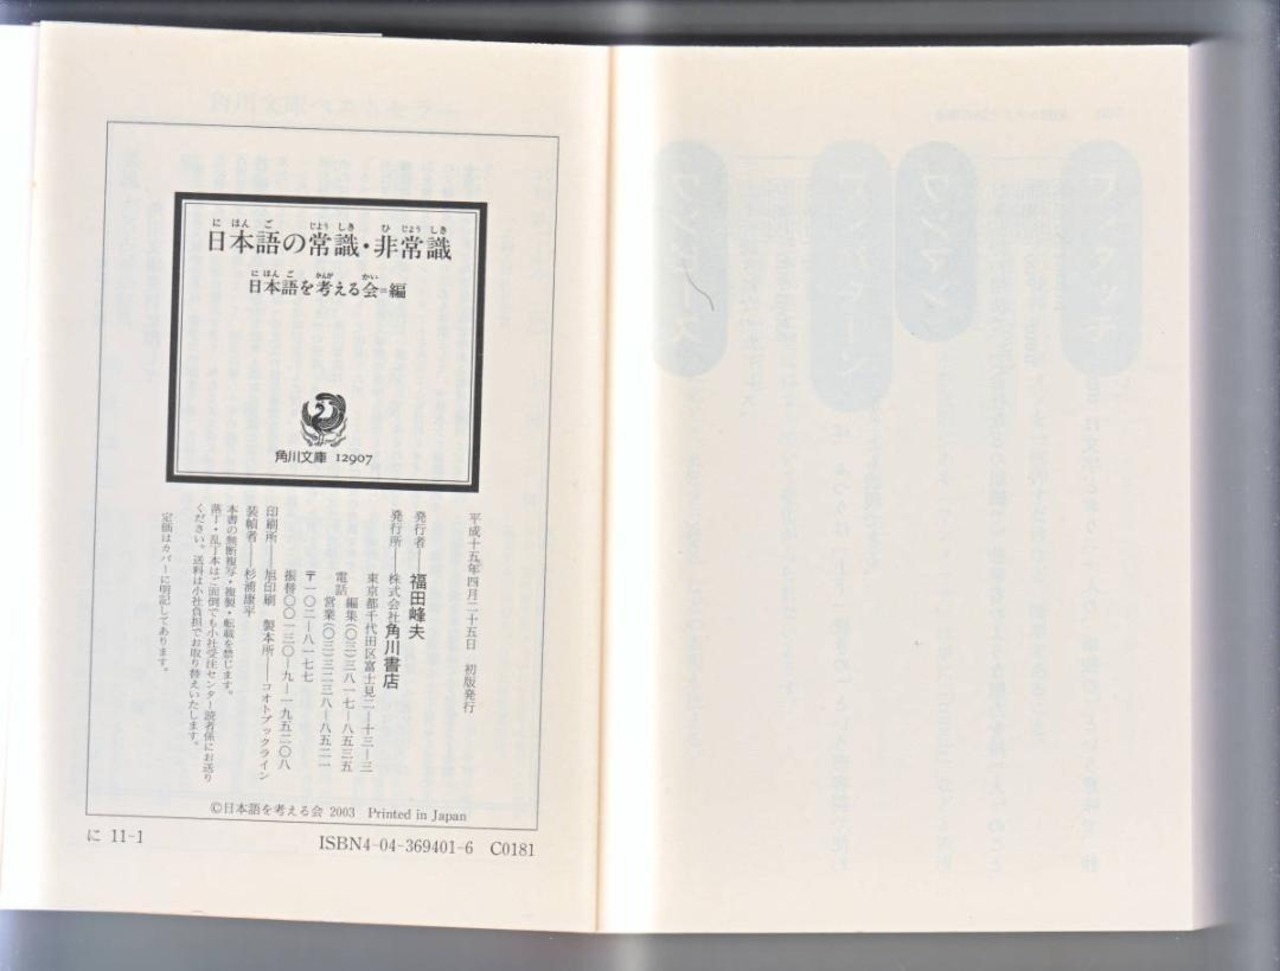 日本語の常識・非常識
日本語を考える会=編
角川文庫 12907
平成十五年四月二十五日 初版発行
発行者――福田峰夫
発行所――株式会社角川書店
東京都千代田区富士見二―十三―三
電話 編集(〇三)三八一七―八五三五
営業(〇三)三二三八―八五二一
〒一〇二―八一七七
振替〇〇一三〇―九―一九五二〇八
印刷所――旭印刷 製本所――コオトブックライン
装幀者――杉浦康平
本書の無断複写・複製・転載を禁じます。
落丁・乱丁本はご面倒でも小社受注センター読者係にお送り
ください。送料は小社負担でお取り替えいたします。
定価はカバーに明記してあります。
©日本語を考える会 2003 Printed in Japan
に 11-1
ISBN4-04-369401-6 C0181